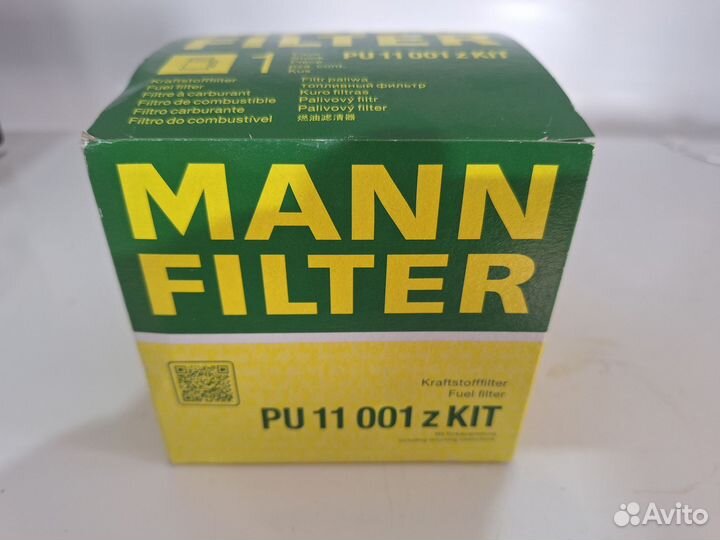 FILTER
1
PU 11 001 z KIT
Kraftstofffilter
Fuel filter
Filtre à carburant
Filtro de combustible
Filtro carburante
Filtro do combustível
Filtr paliwa
топливный фильтр
Kuro filtras
Palivový filtr
Palivový filter
燃油滤清器
MANN
FILTER
Kraftstofffilter
Fuel filter
PU 11 001 z KIT
Avito